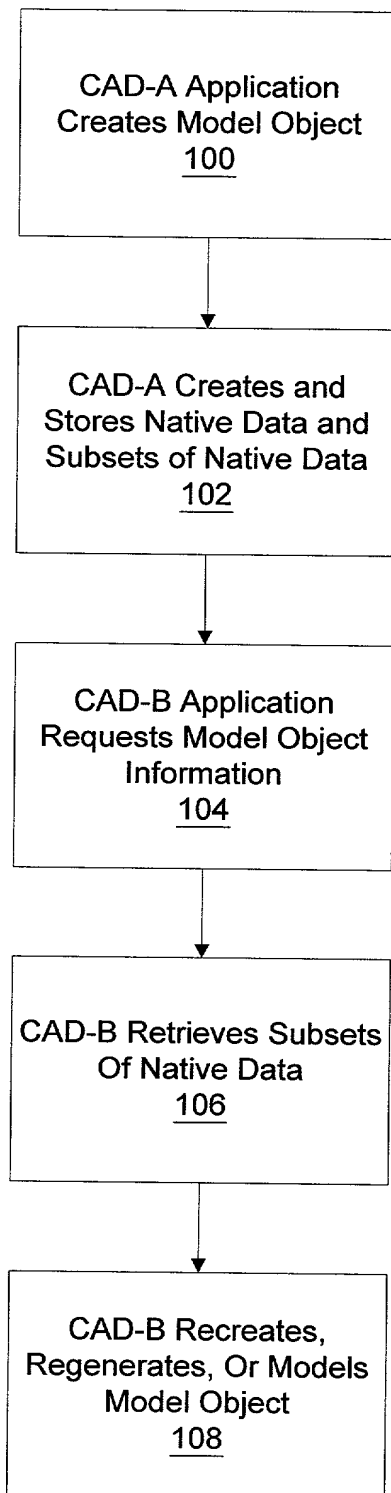 CAD-A Application
Creates Model Object
100
CAD-A Creates and
Stores Native Data and
Subsets of Native Data
102
CAD-B Application
Requests Model Object
Information
104
CAD-B Retrieves Subsets
Of Native Data
106
CAD-B Recreates,
Regenerates, Or Models
Model Object
108